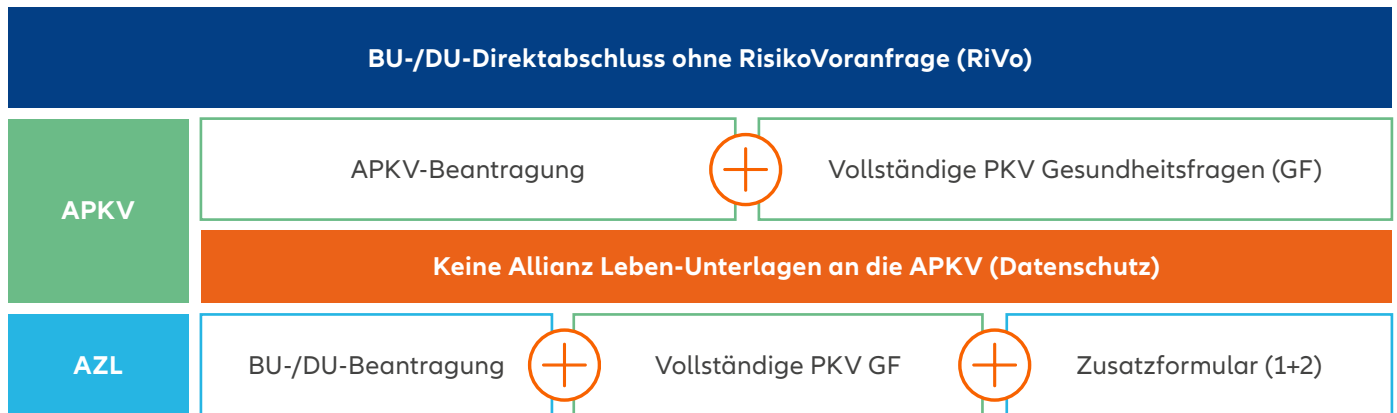 BU-/DU-Direktabschluss ohne RisikoVoranfrage (RiVo)
APKV
APKV-Beantragung
Vollständige PKV Gesundheitsfragen (GF)
Keine Allianz Leben-Unterlagen an die APKV (Datenschutz)
AZL
BU-/DU-Beantragung
Vollständige PKV GF
Zusatzformular (1+2)